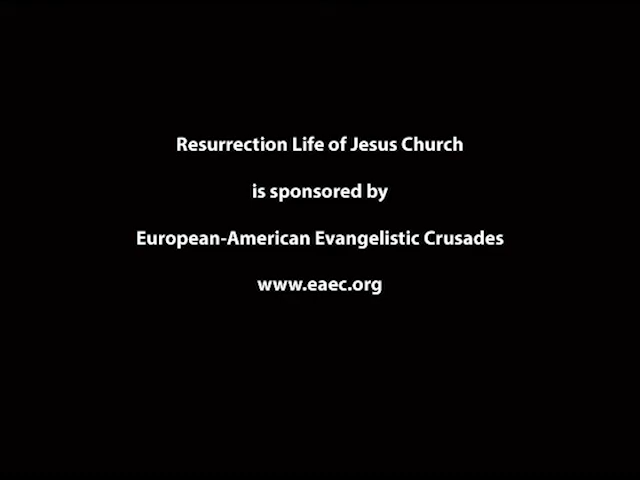 Resurrection Life of Jesus Church
is sponsored by
European-American Evangelistic Crusades
www.eaec.org